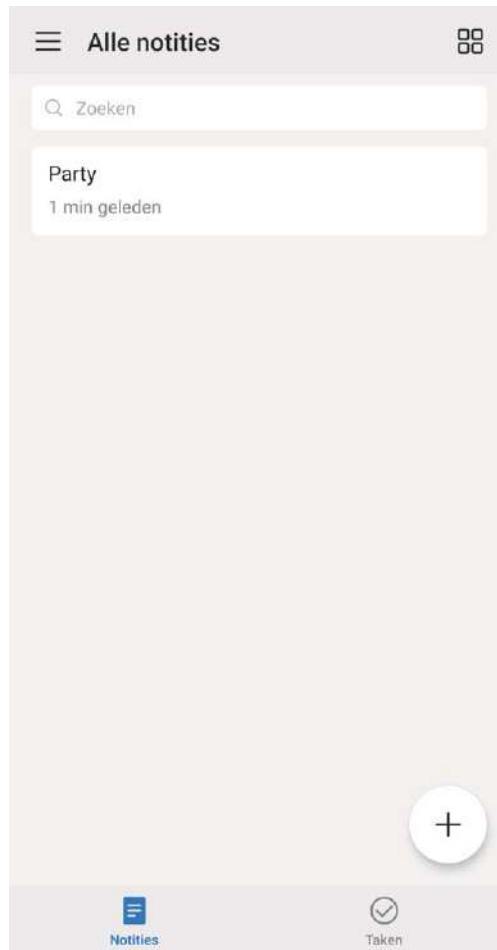 Alle notities
Zoeken
Party
1 min geleden
Notities
Taken